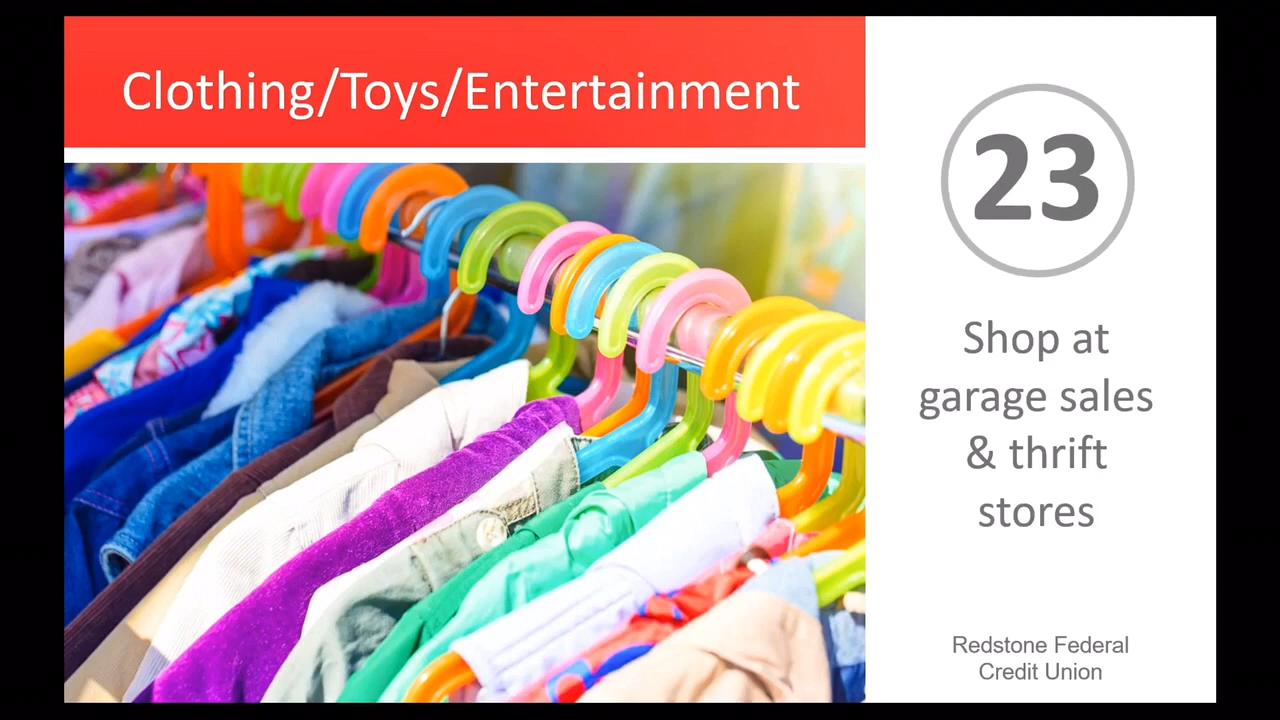 Clothing/Toys/Entertainment
23
Shop at
garage sales
& thrift
stores
Redstone Federal
Credit Union